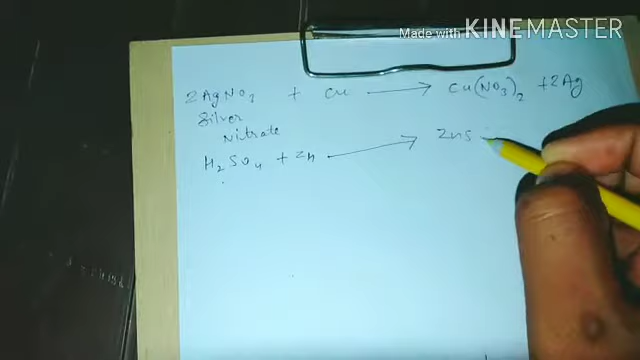 Made with KINEMASTER
2AgNO3 + Cu ⟶ Cu(NO3)2 + 2Ag
Silver
Nitrate
H2SO4 + Zn ⟶ ZnS